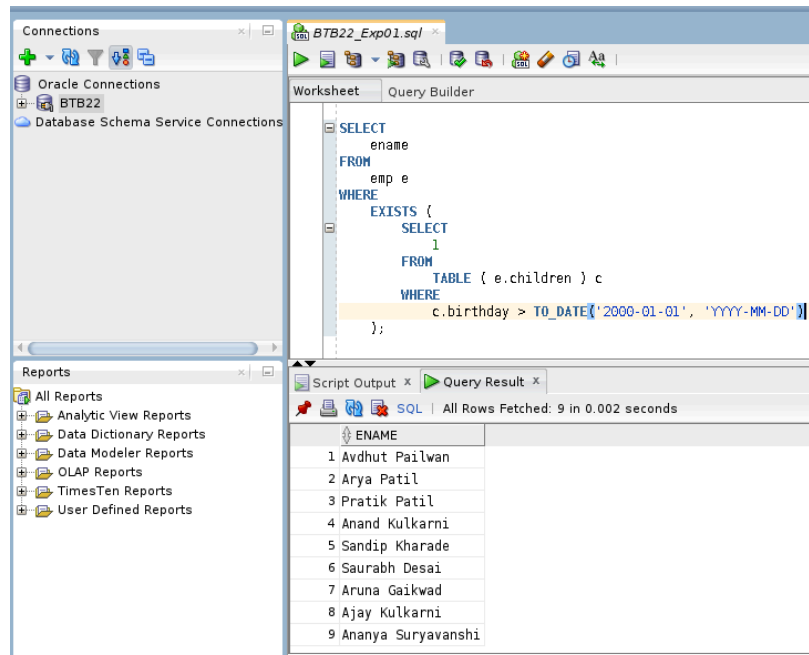 Connections
Oracle Connections
BTB22
Database Schema Service Connections
Reports
All Reports
Analytic View Reports
Data Dictionary Reports
Data Modeler Reports
OLAP Reports
TimesTen Reports
User Defined Reports
BTB22_Exp01.sql
Worksheet Query Builder
SELECT
ename
FROM
emp e
WHERE
EXISTS (
SELECT
1
FROM
TABLE ( e.children ) c
WHERE
c.birthday > TO_DATE('2000-01-01', 'YYYY-MM-DD')
);
Script Output x Query Result x
SQL | All Rows Fetched: 9 in 0.002 seconds
ENAME
1 Avdhut Pailwan
2 Arya Patil
3 Pratik Patil
4 Anand Kulkarni
5 Sandip Kharade
6 Saurabh Desai
7 Aruna Gaikwad
8 Ajay Kulkarni
9 Ananya Suryavanshi